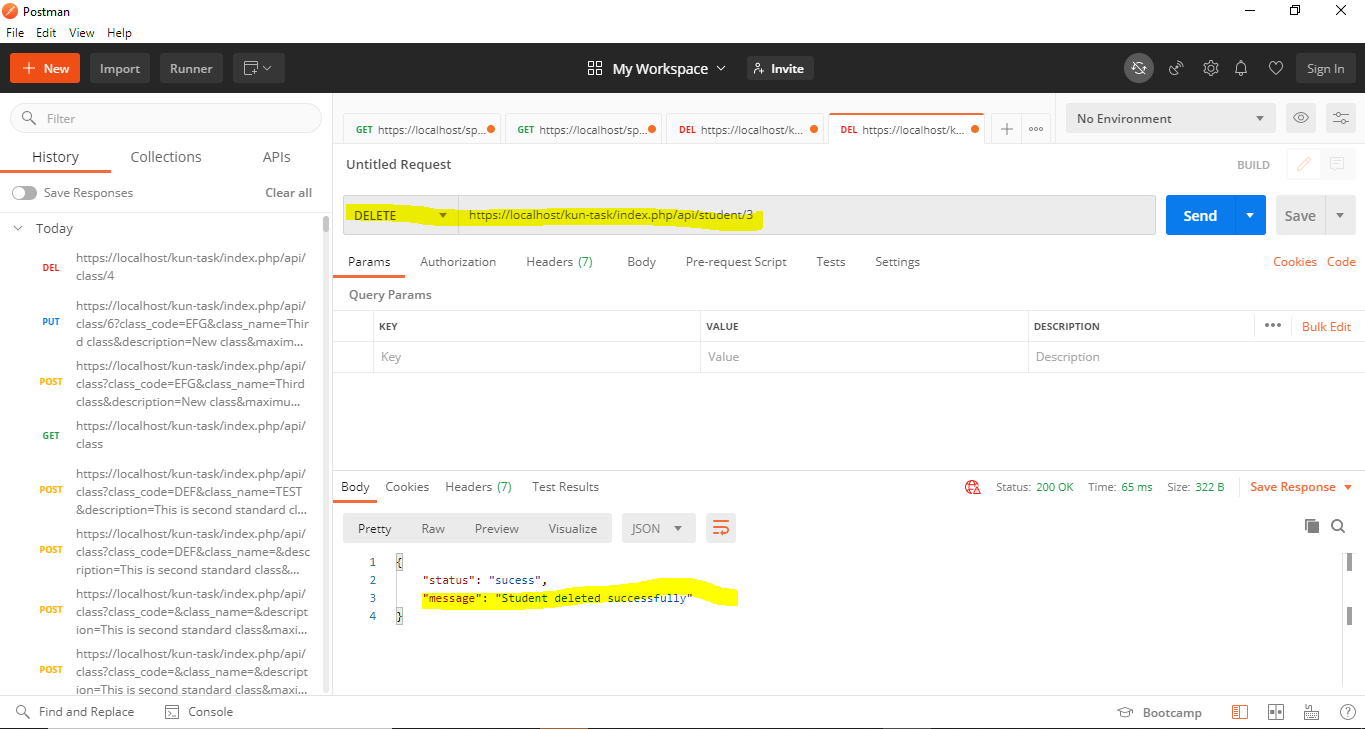 Postman
File Edit View Help
New Import Runner My Workspace Invite Sign In
Filter
History Collections APIs
Save Responses Clear all
Today
DEL https://localhost/kun-task/index.php/api/
class/4
PUT https://localhost/kun-task/index.php/api/
class/6?class_code=EFG&class_name=Thir
d class&description=New class&maxim...
POST https://localhost/kun-task/index.php/api/
class?class_code=EFG&class_name=Third
class&description=New class&maximu...
GET https://localhost/kun-task/index.php/api/
class
POST https://localhost/kun-task/index.php/api/
class?class_code=DEF&class_name=TEST
&description=This is second standard cl...
POST https://localhost/kun-task/index.php/api/
class?class_code=DEF&class_name=&desc
ription=This is second standard class&...
POST https://localhost/kun-task/index.php/api/
class?class_code=&class_name=&descript
ion=This is second standard class&maxi...
POST https://localhost/kun-task/index.php/api/
class?class_code=&class_name=&descript
ion=This is second standard class&maxi...
GET https://localhost/sp... GET https://localhost/sp... DEL https://localhost/k... DEL https://localhost/k... No Environment
Untitled Request BUILD
DELETE https://localhost/kun-task/index.php/api/student/3 Send Save
Params Authorization Headers (7) Body Pre-request Script Tests Settings Cookies Code
Query Params
KEY VALUE DESCRIPTION Bulk Edit
Key Value Description
Body Cookies Headers (7) Test Results Status: 200 OK Time: 65 ms Size: 322 B Save Response
Pretty Raw Preview Visualize JSON
1 {
2 "status": "sucess",
3 "message": "Student deleted successfully"
4 }
Find and Replace Console Bootcamp